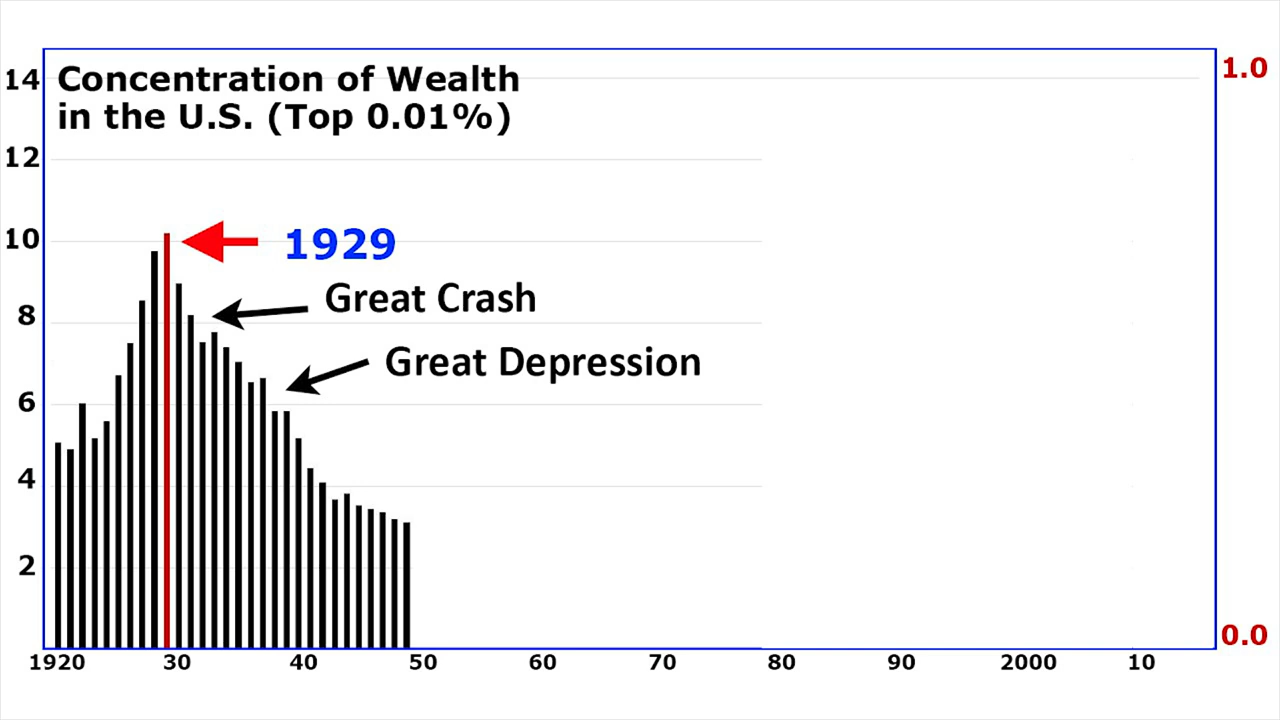 Concentration of Wealth
in the U.S. (Top 0.01%)
14
12
10
8
6
4
2
1.0
0.0
1929
Great Crash
Great Depression
1920 30 40 50 60 70 80 90 2000 10